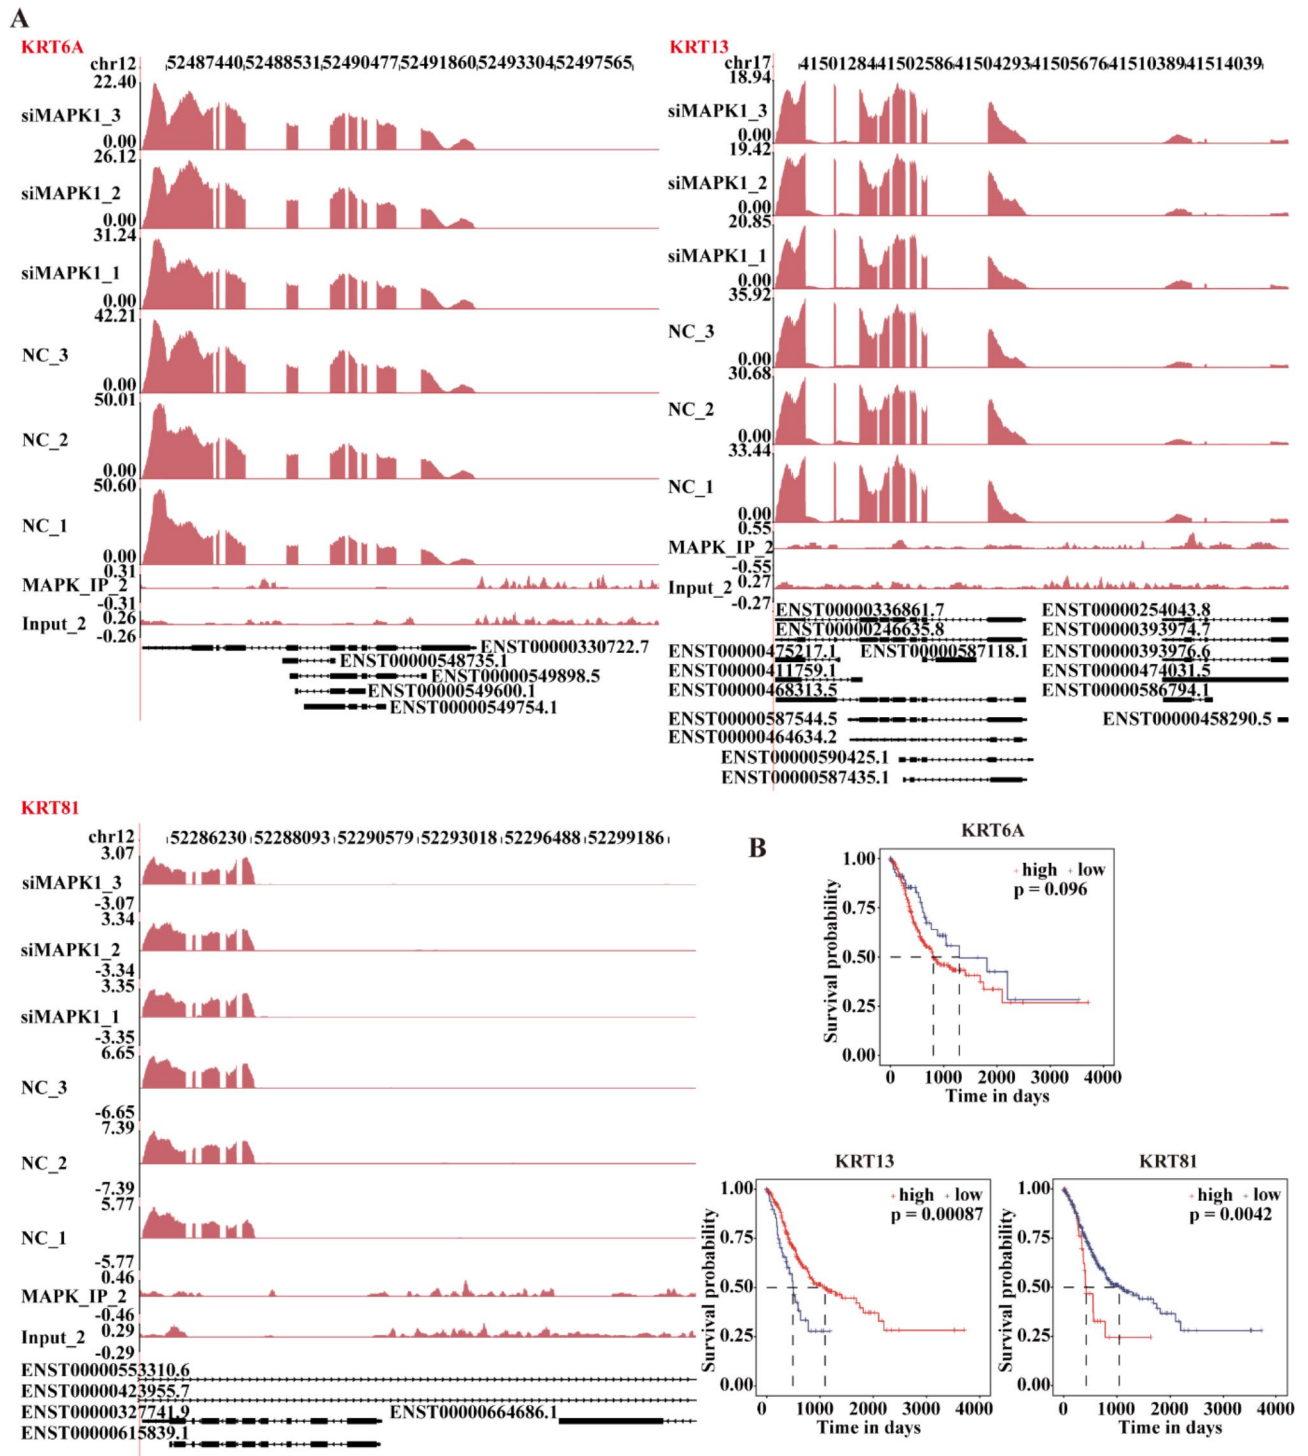 A
KRT6A
chr12 52487440 52488531 52490477 52491860 52493304 52497565
22.40
siMAPK1_3
0.00
26.12
siMAPK1_2
0.00
31.24
siMAPK1_1
0.00
42.21
NC_3
0.00
50.01
NC_2
0.00
50.60
NC_1
0.00
0.31
MAPK_IP_2
-0.31
0.26
Input_2
-0.26
ENST00000330722.7
ENST00000548735.1
ENST00000549898.5
ENST00000549600.1
ENST00000549754.1
KRT13
chr17 41501284 41502586 41504293 41505676 41510389 41514039
18.94
siMAPK1_3
0.00
19.42
siMAPK1_2
0.00
20.85
siMAPK1_1
0.00
35.92
NC_3
0.00
30.68
NC_2
0.00
33.44
NC_1
0.00
0.55
MAPK_IP_2
-0.55
0.27
Input_2
-0.27
ENST00000336861.7 ENST00000254043.8
ENST00000246635.8 ENST00000393974.7
ENST00000475217.1 ENST00000587118.1 ENST00000393976.6
ENST00000411759.1 ENST00000474031.5
ENST00000468313.5 ENST00000586794.1
ENST00000587544.5 ENST00000458290.5
ENST00000464634.2
ENST00000590425.1
ENST00000587435.1
KRT81
chr12 52286230 52288093 52290579 52293018 52296488 52299186
3.07
siMAPK1_3
-3.07
3.34
siMAPK1_2
-3.34
3.35
siMAPK1_1
-3.35
6.65
NC_3
-6.65
7.39
NC_2
-7.39
5.77
NC_1
-5.77
0.46
MAPK_IP_2
-0.46
0.29
Input_2
-0.29
ENST00000553310.6
ENST00000423955.7
ENST00000327741.9 ENST00000664686.1
ENST00000615839.1
B
KRT6A
high low
p = 0.096
1.00
0.75
0.50
0.25
0.00
Survival probability
0 1000 2000 3000 4000
Time in days
KRT13
high low
p = 0.00087
1.00
0.75
0.50
0.25
0.00
Survival probability
0 1000 2000 3000 4000
Time in days
KRT81
high low
p = 0.0042
1.00
0.75
0.50
0.25
0.00
Survival probability
0 1000 2000 3000 4000
Time in days